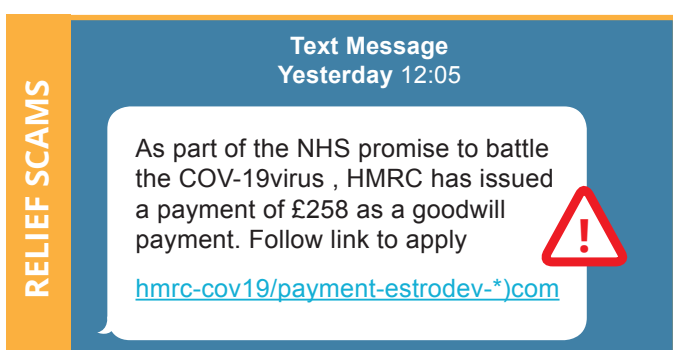 RELIEF SCAMS
Text Message
Yesterday 12:05
As part of the NHS promise to battle
the COV-19virus , HMRC has issued
a payment of £258 as a goodwill
payment. Follow link to apply
!
hmrc-cov19/payment-estrodev-*)com